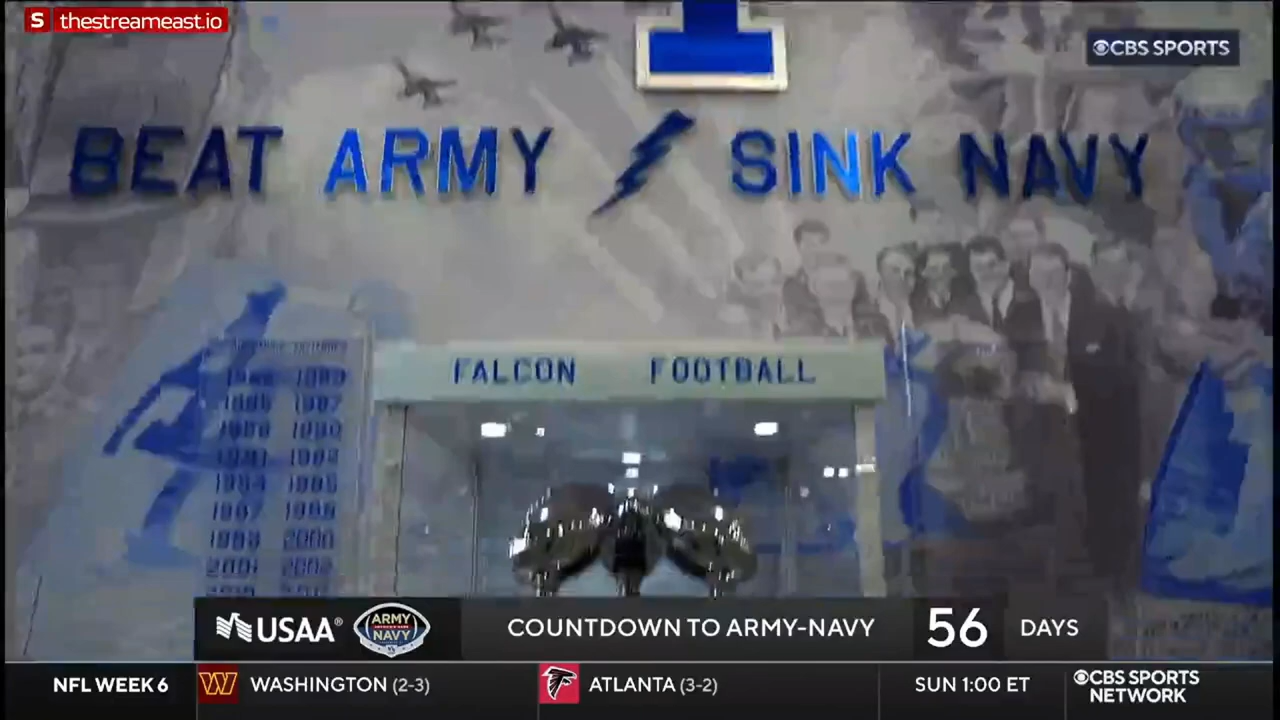 S thestreameast.io
CBS SPORTS
BEAT ARMY SINK NAVY
FALCON FOOTBALL
2000
USAA® ARMY NAVY COUNTDOWN TO ARMY-NAVY 56 DAYS
NFL WEEK 6 W WASHINGTON (2-3) ATLANTA (3-2) SUN 1:00 ET CBS SPORTS NETWORK